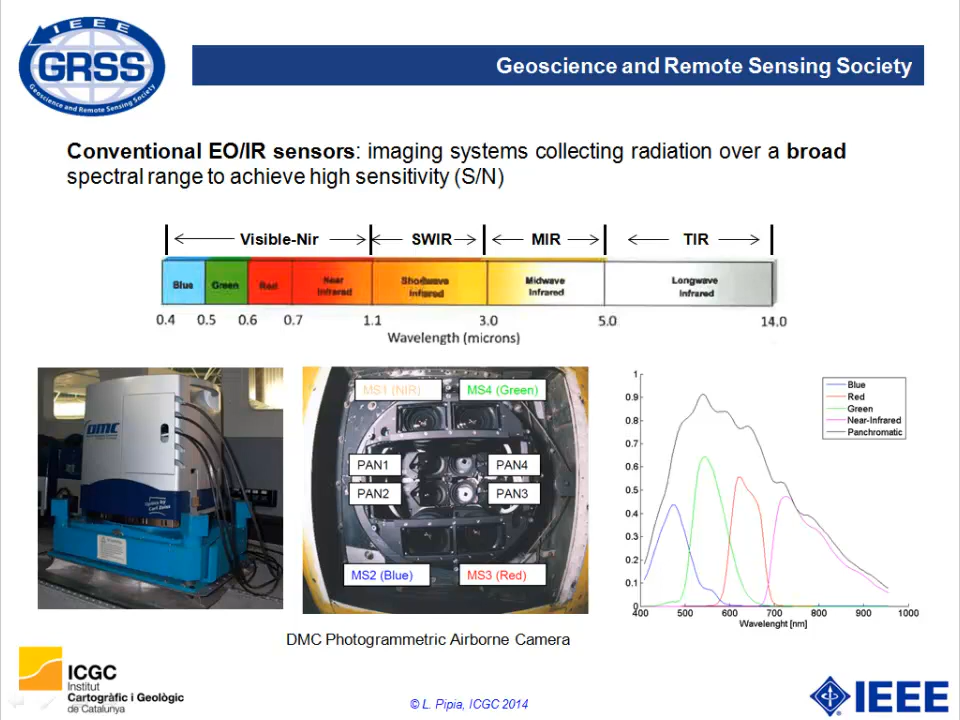 IEEE
GRSS
Geoscience and Remote Sensing Society
Geoscience and Remote Sensing Society
Conventional EO/IR sensors: imaging systems collecting radiation over a broad
spectral range to achieve high sensitivity (S/N)
Visible-Nir SWIR MIR TIR
Blue Green Red Near Infrared Shortwave infrared Midwave Infrared Longwave Infrared
0.4 0.5 0.6 0.7 1.1 3.0 5.0 14.0
Wavelength (microns)
DMC
Carl Zeiss
MS1 (NIR) MS4 (Green)
PAN1 PAN4
PAN2 PAN3
MS2 (Blue) MS3 (Red)
1
0.9
0.8
0.7
0.6
0.5
0.4
0.3
0.2
0.1
0
Blue
Red
Green
Near-Infrared
Panchromatic
400 500 600 700 800 900 1000
Wavelenght [nm]
DMC Photogrammetric Airborne Camera
ICGC
Institut
Cartogràfic i Geològic
de Catalunya
© L. Pipia, ICGC 2014
IEEE